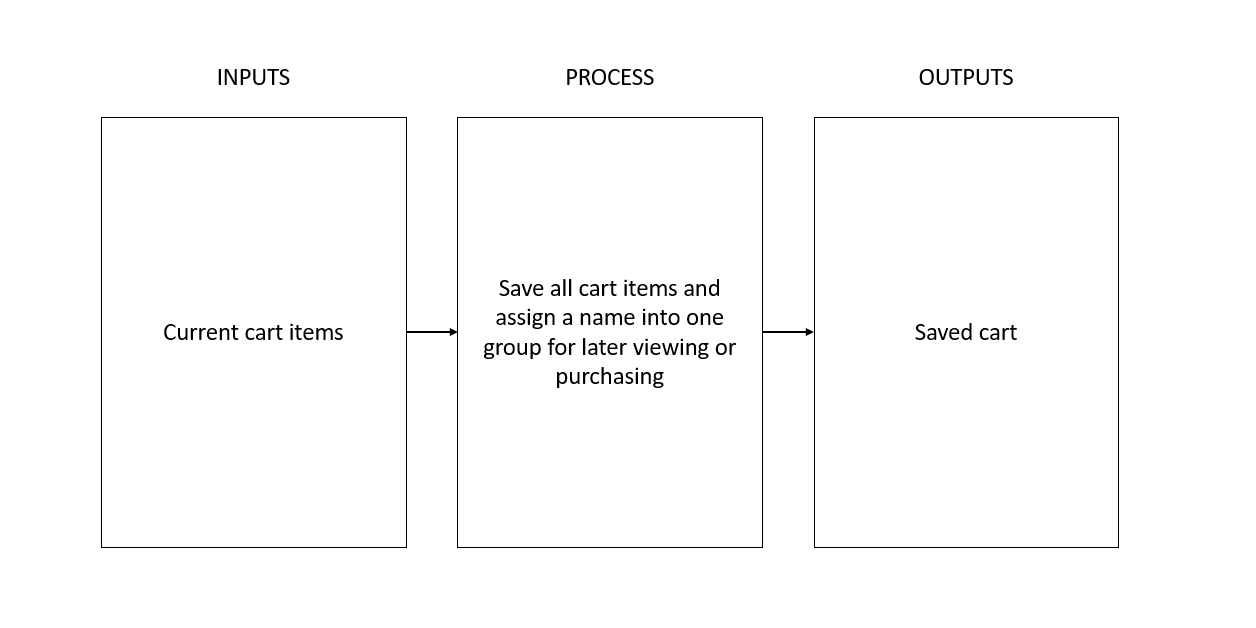 INPUTS
PROCESS
OUTPUTS
Current cart items
Save all cart items and
assign a name into one
group for later viewing or
purchasing
Saved cart